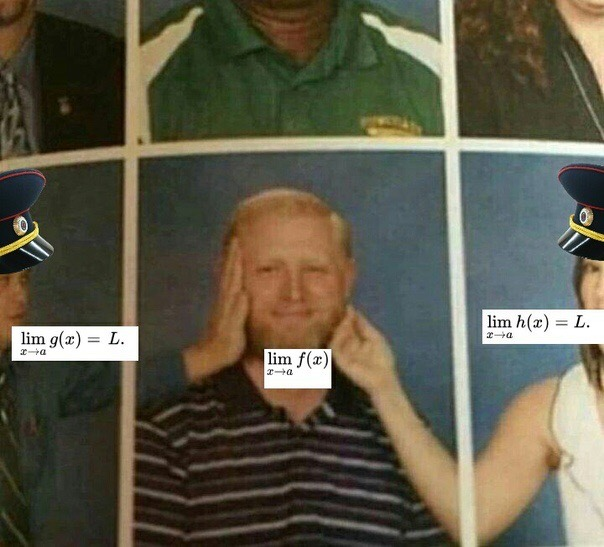 lim g(x) = L.
x→a
lim f(x)
x→a
lim h(x) = L.
x→a